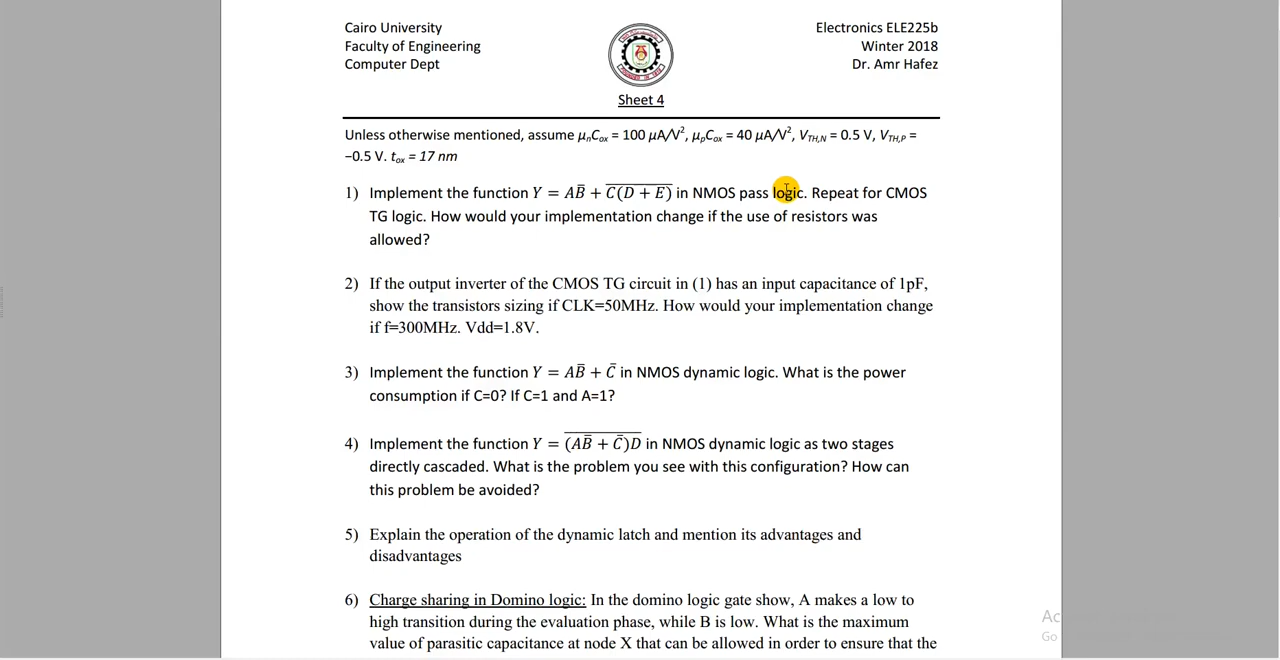 Cairo University
Faculty of Engineering
Computer Dept
Electronics ELE225b
Winter 2018
Dr. Amr Hafez
Sheet 4
Unless otherwise mentioned, assume μₙCₒₓ = 100 μA/V², μₚCₒₓ = 40 μA/V², V_TH,N = 0.5 V, V_TH,P =
−0.5 V. tₒₓ = 17 nm
1) Implement the function Y = AB̅ + \overline{C(D + E)} in NMOS pass logic. Repeat for CMOS
TG logic. How would your implementation change if the use of resistors was
allowed?
2) If the output inverter of the CMOS TG circuit in (1) has an input capacitance of 1pF,
show the transistors sizing if CLK=50MHz. How would your implementation change
if f=300MHz. Vdd=1.8V.
3) Implement the function Y = AB̅ + C̅ in NMOS dynamic logic. What is the power
consumption if C=0? If C=1 and A=1?
4) Implement the function Y = \overline{(AB̅ + C̅)D} in NMOS dynamic logic as two stages
directly cascaded. What is the problem you see with this configuration? How can
this problem be avoided?
5) Explain the operation of the dynamic latch and mention its advantages and
disadvantages
6) Charge sharing in Domino logic: In the domino logic gate show, A makes a low to
high transition during the evaluation phase, while B is low. What is the maximum
value of parasitic capacitance at node X that can be allowed in order to ensure that the
Ac
Go